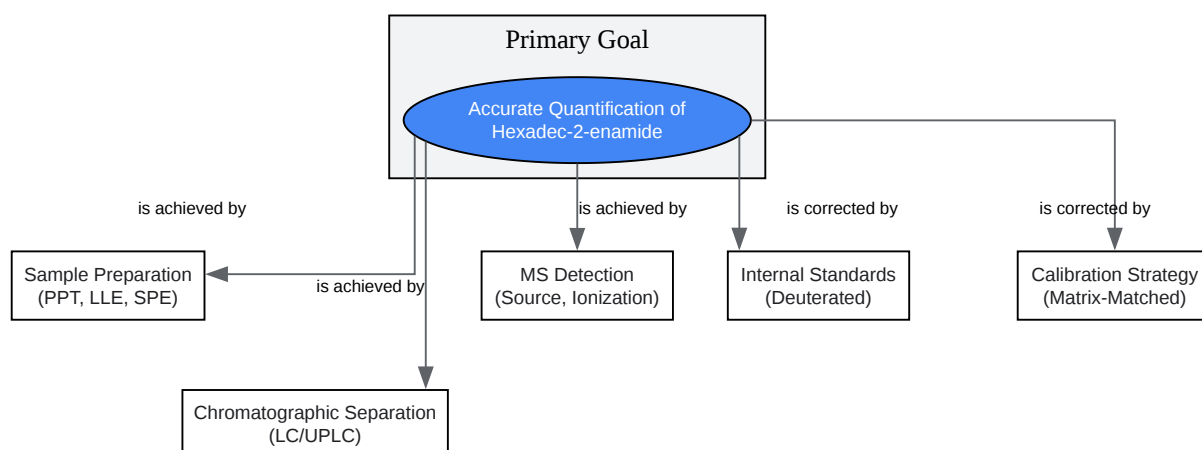 Primary Goal
Accurate Quantification of
Hexadec-2-enamide
is achieved by
is achieved by
is corrected by
is corrected by
Sample Preparation
(PPT, LLE, SPE)
is achieved by
MS Detection
(Source, Ionization)
Internal Standards
(Deuterated)
Calibration Strategy
(Matrix-Matched)
Chromatographic Separation
(LC/UPLC)